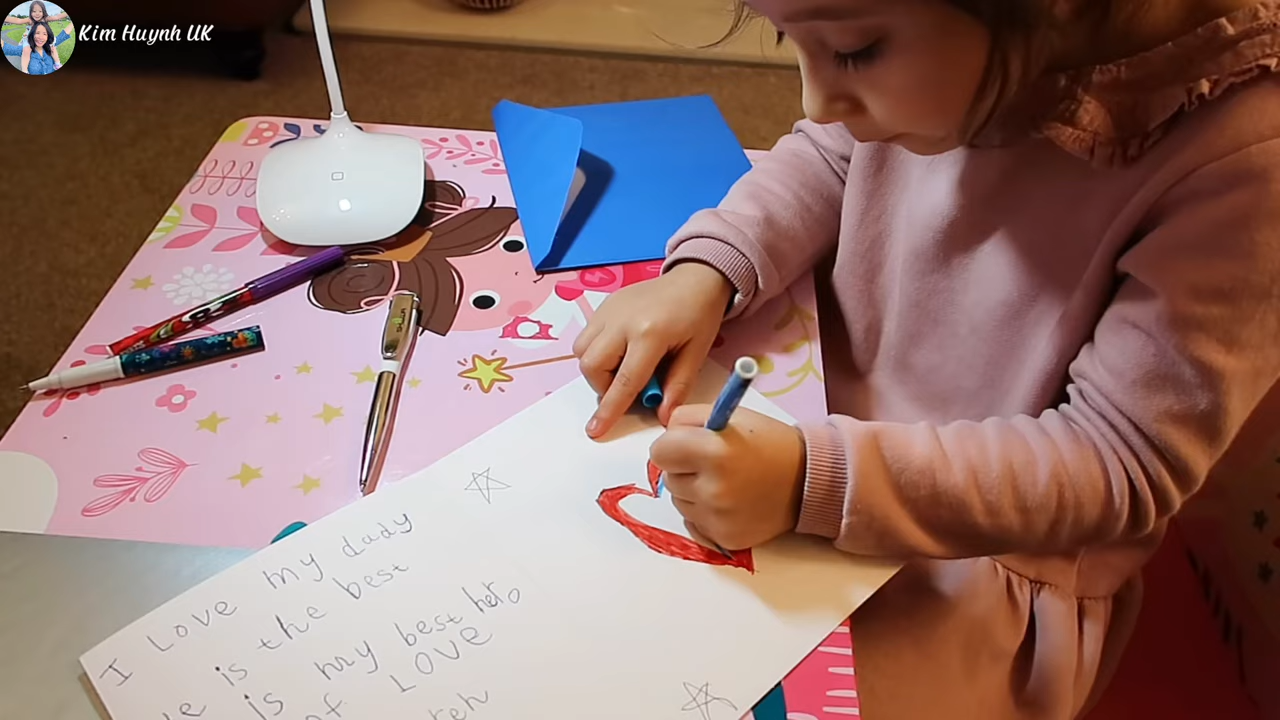 Kim Huynh UK
I Love my dady
is the best
is my best hero
of LOVE